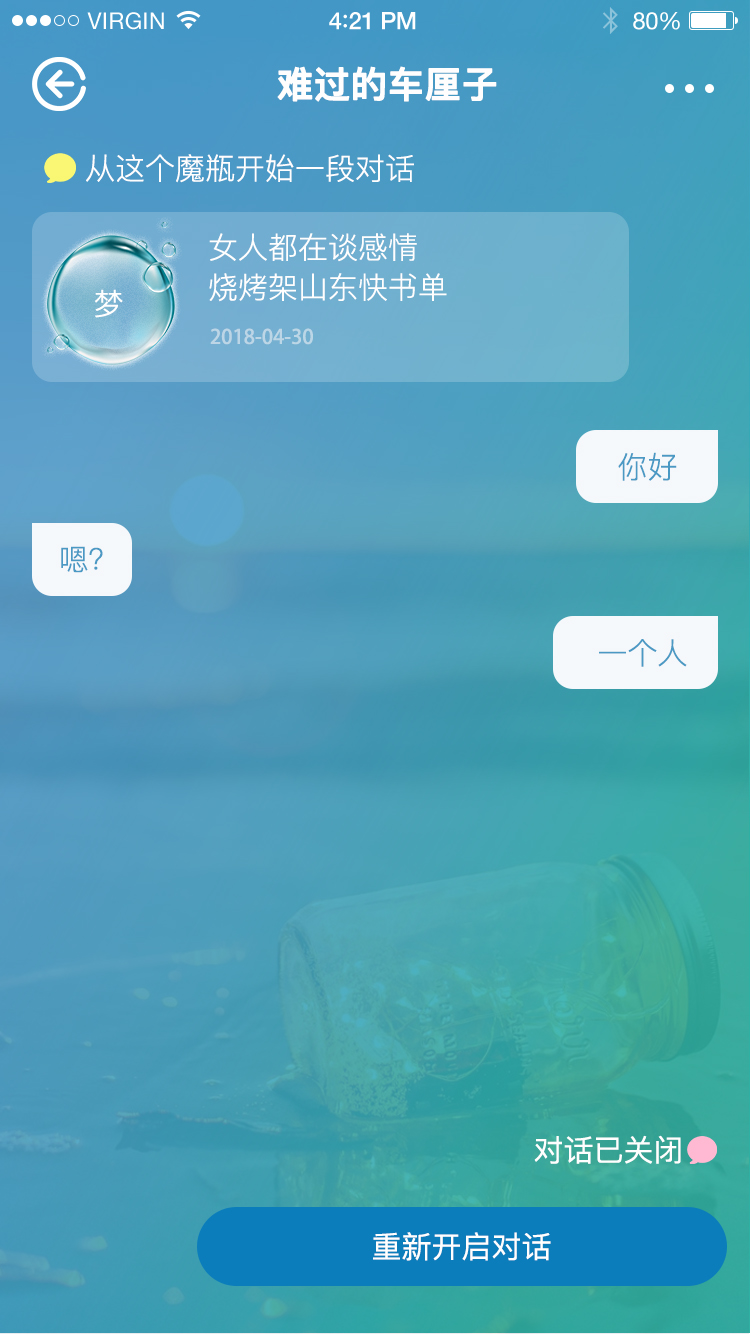 VIRGIN 4:21 PM 80%
难过的车厘子
从这个魔瓶开始一段对话
女人都在谈感情
梦
烧烤架山东快书单
2018-04-30
你好
嗯?
一个人
对话已关闭
重新开启对话